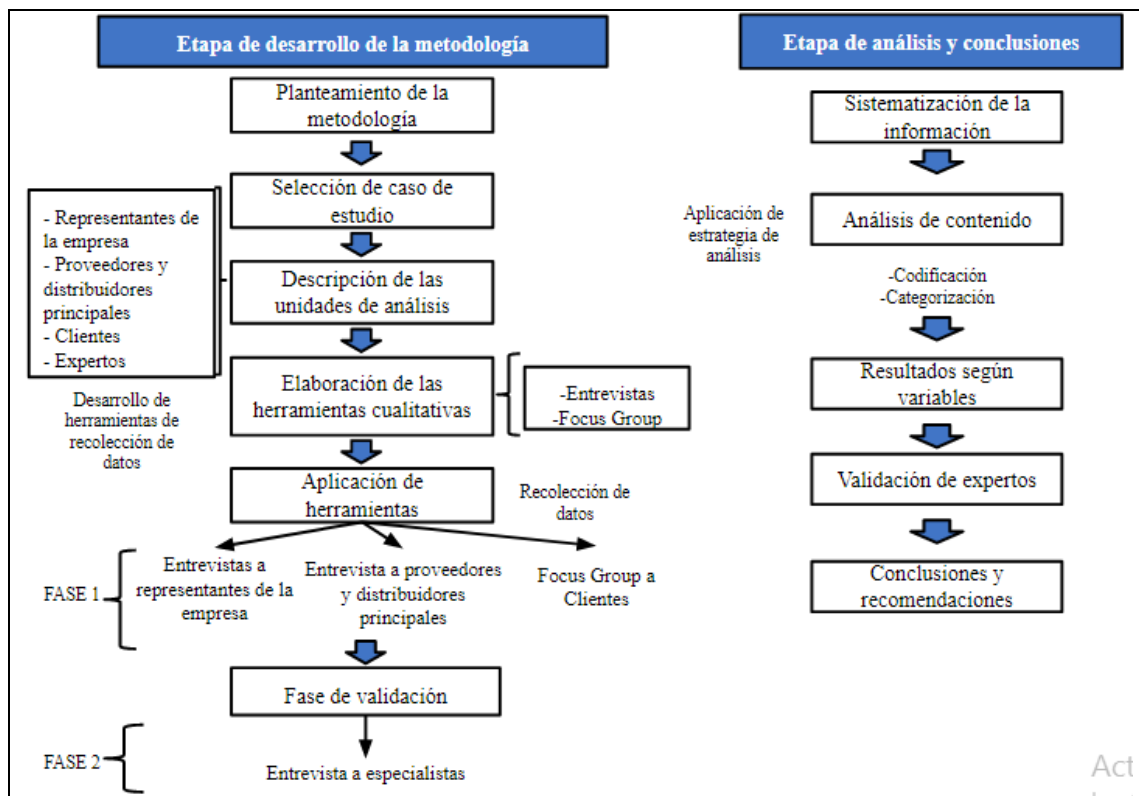 Etapa de desarrollo de la metodología
Planteamiento de la
metodología
Selección de caso de
estudio
- Representantes de
la empresa
- Proveedores y
distribuidores
principales
- Clientes
- Expertos
Descripción de las
unidades de análisis
Elaboración de las
herramientas cualitativas
-Entrevistas
-Focus Group
Desarrollo de
herramientas de
recolección de
datos
Aplicación de
herramientas
Recolección de
datos
FASE 1
Entrevistas a
representantes de la
empresa
Entrevista a proveedores
y distribuidores
principales
Focus Group a
Clientes
Fase de validación
FASE 2
Entrevista a especialistas
Etapa de análisis y conclusiones
Sistematización de la
información
Aplicación de
estrategia de
análisis
Análisis de contenido
-Codificación
-Categorización
Resultados según
variables
Validación de expertos
Conclusiones y
recomendaciones
Act